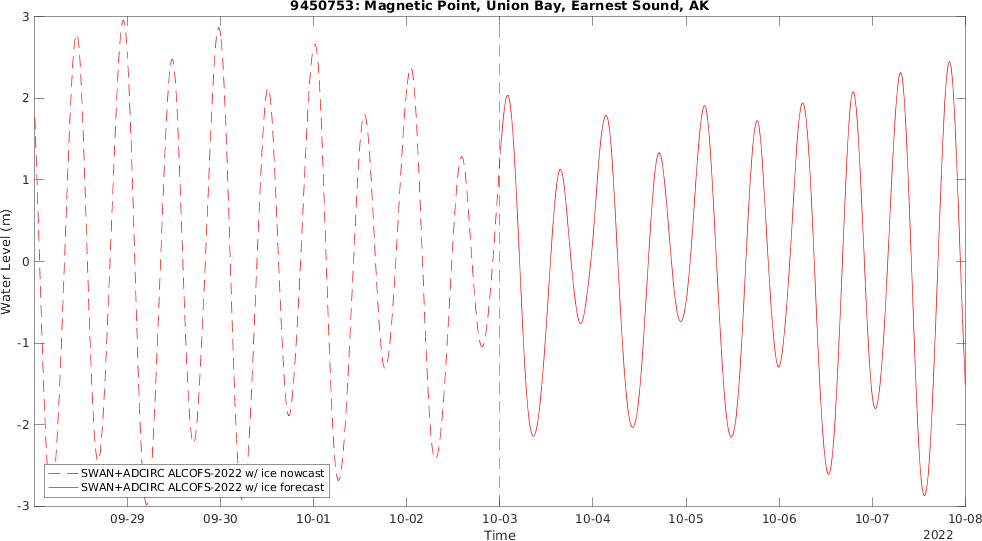 9450753: Magnetic Point, Union Bay, Earnest Sound, AK
3
2
1
0
-1
-2
-3
Water Level (m)
SWAN+ADCIRC ALCOFS-2022 w/ ice nowcast
SWAN+ADCIRC ALCOFS-2022 w/ ice forecast
09-29 09-30 10-01 10-02 10-03 10-04 10-05 10-06 10-07 10-08
Time
2022